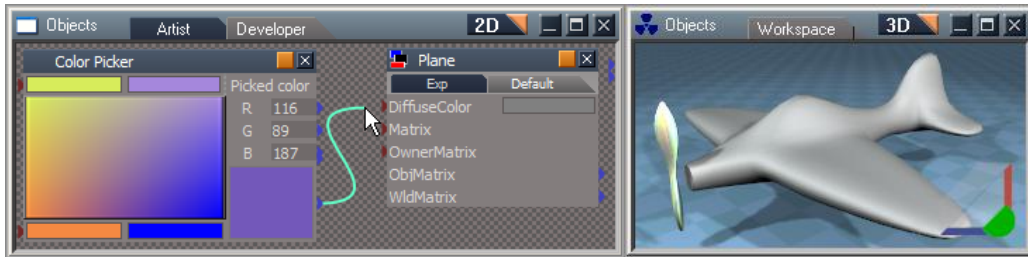 Objects Artist Developer 2D
Color Picker
Picked color
R 116
G 89
B 187
Plane
Exp Default
DiffuseColor
Matrix
OwnerMatrix
ObjMatrix
WldMatrix
Objects Workspace 3D